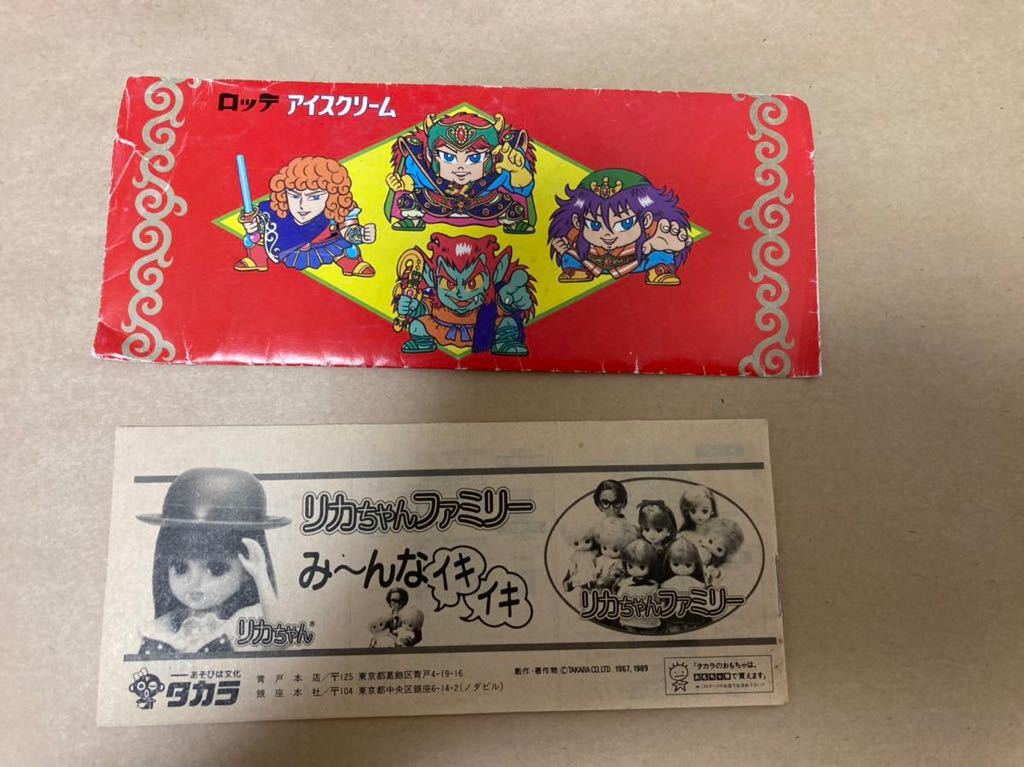 ロッテ アイスクリーム
リカちゃんファミリー
み〜んなイキイキ
リカちゃん®
リカちゃんファミリー
あそびは文化
タカラ
青戸本店/〒125 東京都葛飾区青戸4-19-16
銀座本社/〒104 東京都中央区銀座6-14-2(ノダビル)
創作・著作物 ©TAKARA CO., LTD 1967, 1989
「タカラのおもちゃは、
おもちゃ券で買えます」